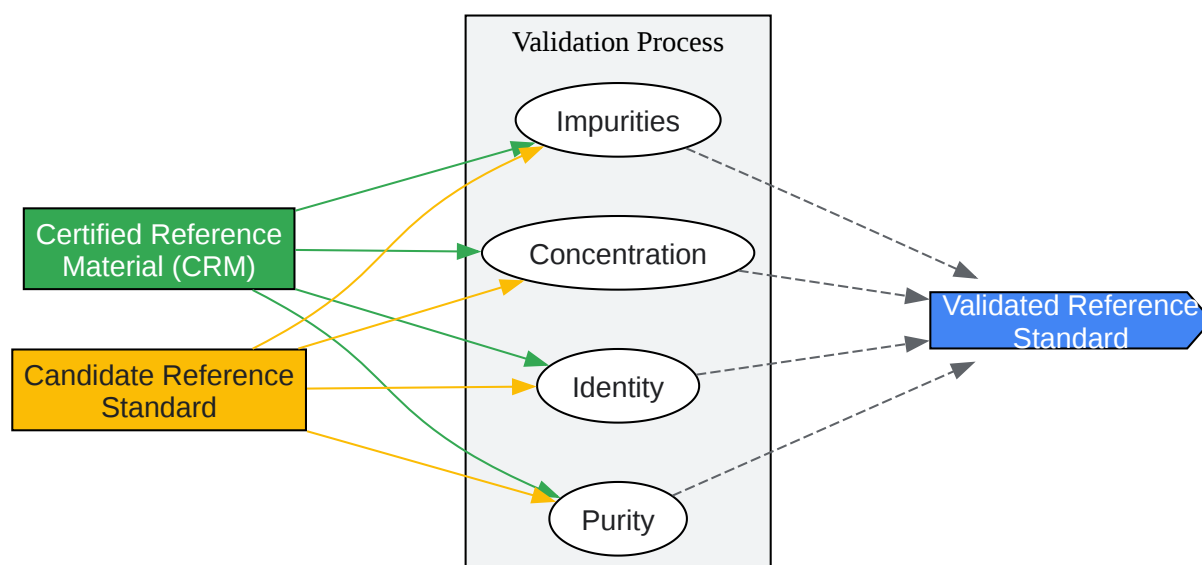 Validation Process
Impurities
Certified Reference
Material (CRM)
Concentration
Validated Reference
Standard
Candidate Reference
Standard
Identity
Purity